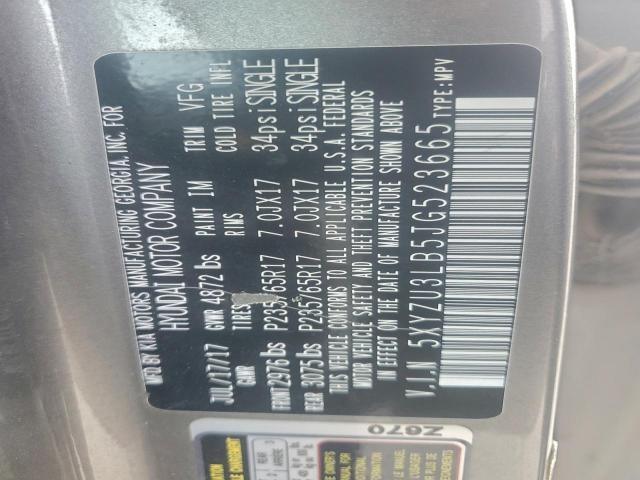 MFD BY KIA MOTORS MANUFACTURING GEORGIA, INC. FOR
HYUNDAI MOTOR COMPANY
JUL/17/17 PAINT IM TRIM VFG
GVWR 4872 lbs
GAWR TIRES RIMS COLD TIRE INFL
FRNT 2976 lbs P235/65R17 7.0JX17 34psi SINGLE
REAR 3075 lbs P235/65R17 7.0JX17 34psi SINGLE
THIS VEHICLE CONFORMS TO ALL APPLICABLE U.S.A. FEDERAL
MOTOR VEHICLE SAFETY AND THEFT PREVENTION STANDARDS
IN EFFECT ON THE DATE OF MANUFACTURE SHOWN ABOVE
V.I.N 5XYZU3LB5JG523665 TYPE:MPV
Z670